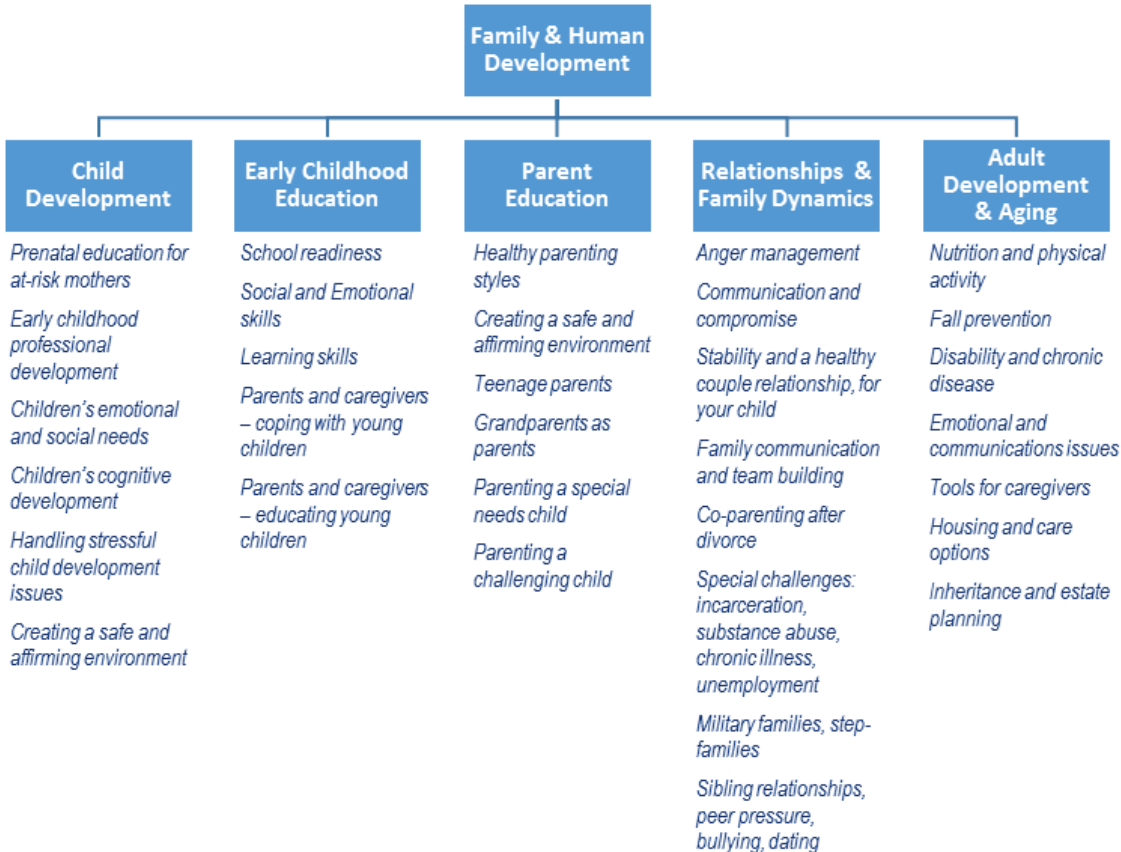 Family & Human
Development
Child
Development
Prenatal education for
at-risk mothers
Early childhood
professional
development
Children's emotional
and social needs
Children's cognitive
development
Handling stressful
child development
issues
Creating a safe and
affirming environment
Early Childhood
Education
School readiness
Social and Emotional
skills
Learning skills
Parents and caregivers
– coping with young
children
Parents and caregivers
– educating young
children
Parent
Education
Healthy parenting
styles
Creating a safe and
affirming environment
Teenage parents
Grandparents as
parents
Parenting a special
needs child
Parenting a
challenging child
Relationships &
Family Dynamics
Anger management
Communication and
compromise
Stability and a healthy
couple relationship, for
your child
Family communication
and team building
Co-parenting after
divorce
Special challenges:
incarceration,
substance abuse,
chronic illness,
unemployment
Military families, step-
families
Sibling relationships,
peer pressure,
bullying, dating
Adult
Development
& Aging
Nutrition and physical
activity
Fall prevention
Disability and chronic
disease
Emotional and
communications issues
Tools for caregivers
Housing and care
options
Inheritance and estate
planning